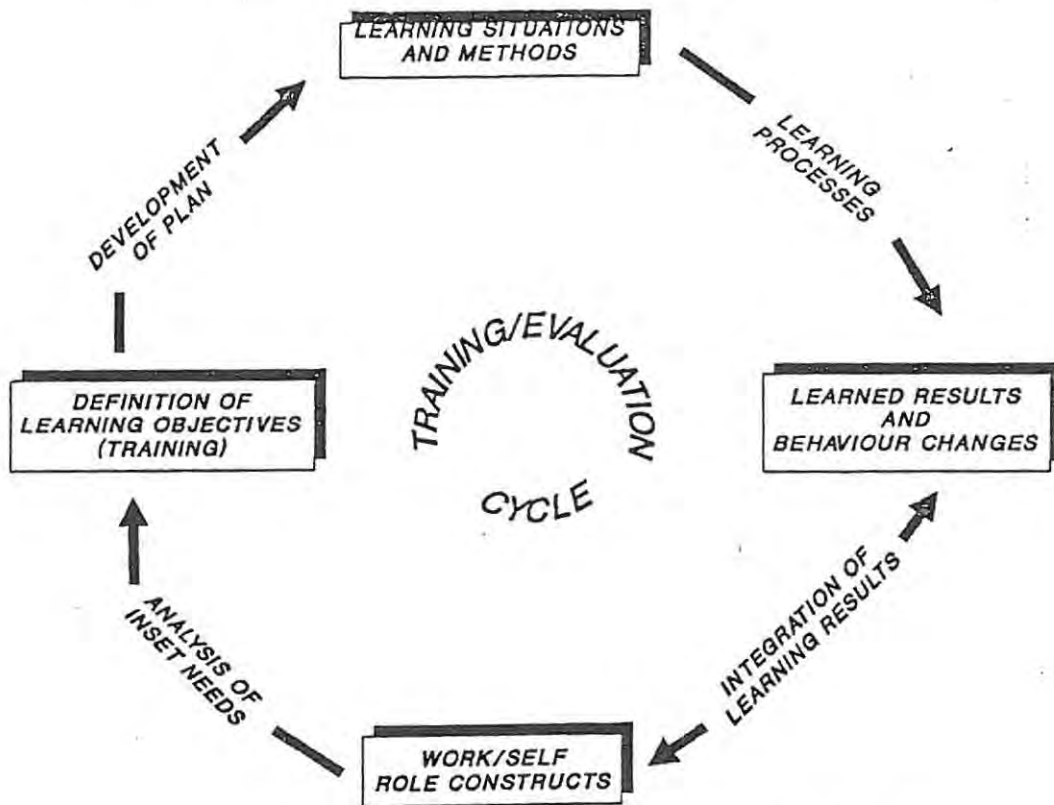 LEARNING SITUATIONS
AND METHODS
LEARNING
PROCESSES
DEVELOPMENT
OF PLAN
TRAINING/EVALUATION
CYCLE
DEFINITION OF
LEARNING OBJECTIVES
(TRAINING)
LEARNED RESULTS
AND
BEHAVIOUR CHANGES
ANALYSIS OF
INSET NEEDS
INTEGRATION OF
LEARNING RESULTS
WORK/SELF
ROLE CONSTRUCTS